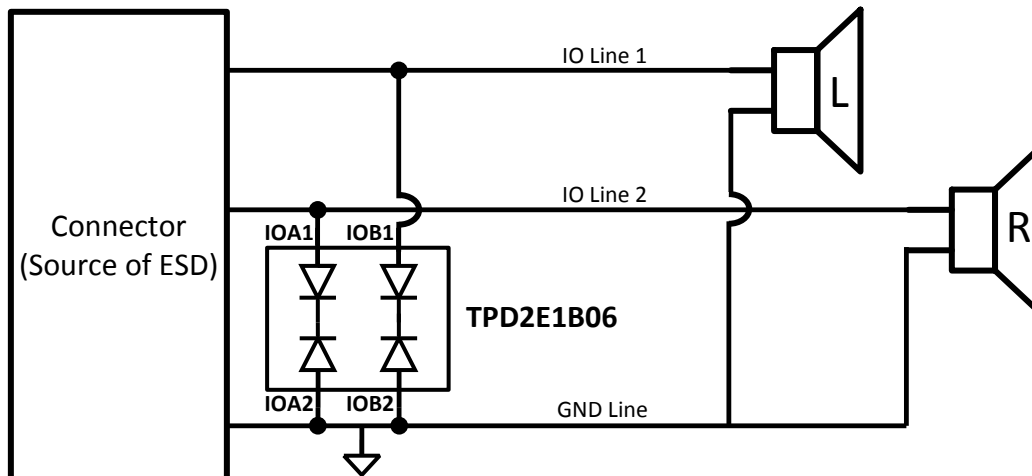 IO Line 1
L
IO Line 2
Connector
(Source of ESD)
IOA1 IOB1
R
TPD2E1B06
IOA2 IOB2
GND Line